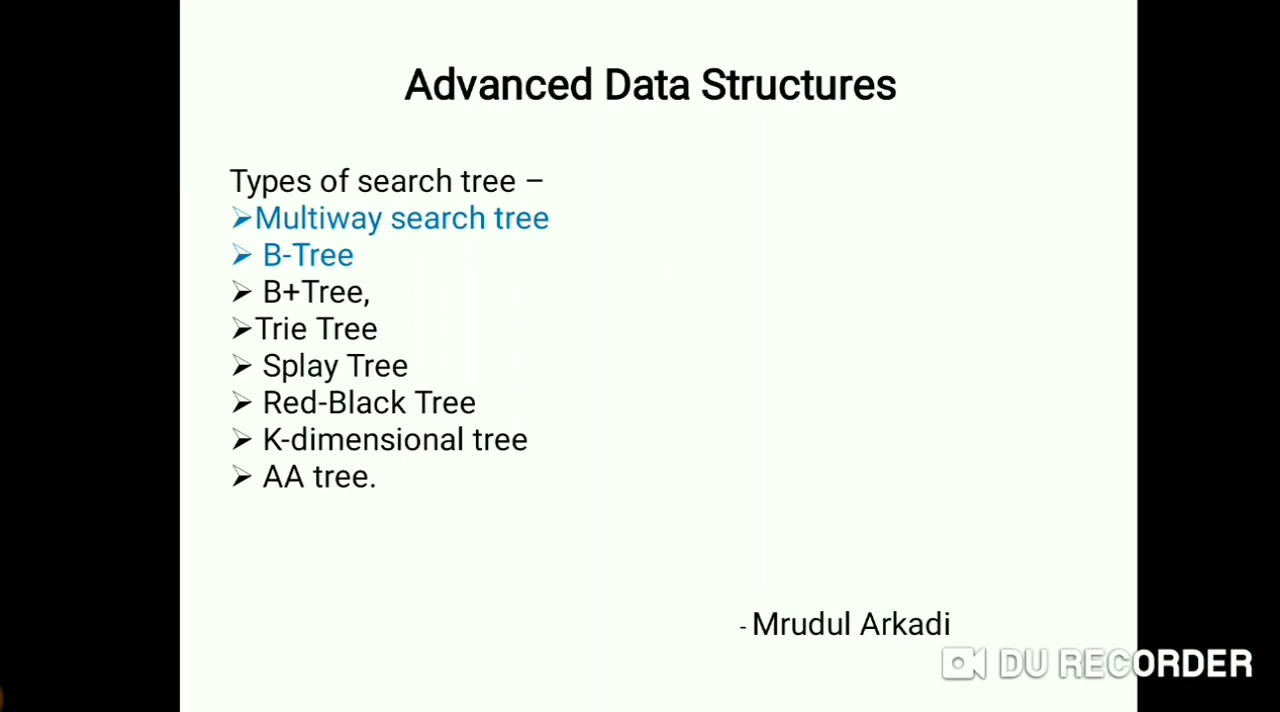 Advanced Data Structures
Types of search tree –
➢Multiway search tree
➢ B-Tree
➢ B+Tree,
➢Trie Tree
➢ Splay Tree
➢ Red-Black Tree
➢ K-dimensional tree
➢ AA tree.
- Mrudul Arkadi
DU RECORDER